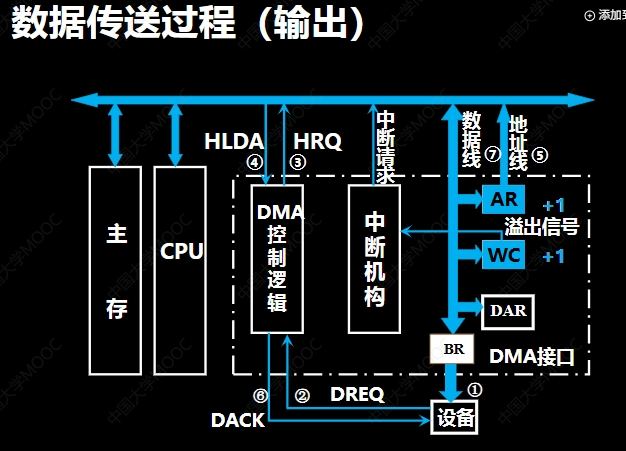 数据传送过程（输出）
添加到
HLDA
④
HRQ
③
中断请求
数据线
⑦
地址线
⑤
主存
CPU
DMA控制逻辑
中断机构
AR
+1
溢出信号
WC
+1
DAR
BR
DMA接口
⑥
②
DREQ
①
DACK
设备
中国大学MOOC